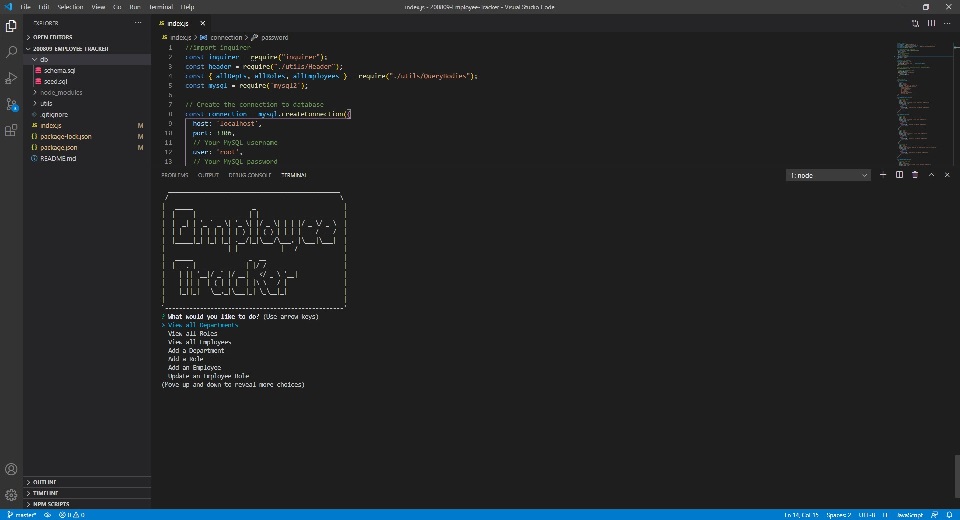 File Edit Selection View Go Run Terminal Help
index.js - 200809-Employee-Tracker - Visual Studio Code
EXPLORER
OPEN EDITORS
200809-EMPLOYEE-TRACKER
db
schema.sql
seed.sql
node_modules
utils
.gitignore
index.js
package-lock.json
package.json
README.md
OUTLINE
TIMELINE
NPM SCRIPTS
JS index.js
JS index.js > connection > password
1 //import inquirer
2 const inquirer = require("inquirer");
3 const header = require("./utils/Header");
4 const { allDepts, allRoles, allEmployees } = require("./utils/QueryBodies");
5 const mysql = require('mysql2');
6
7 // Create the connection to database
8 const connection = mysql.createConnection({
9 host: 'localhost',
10 port: 3306,
11 // Your MySQL username
12 user: 'root',
13 // Your MySQL password
PROBLEMS OUTPUT DEBUG CONSOLE TERMINAL
1: node
Employee
Tracker
? What would you like to do? (Use arrow keys)
> View all Departments
View all Roles
View all Employees
Add a Department
Add a Role
Add an Employee
Update an Employee Role
(Move up and down to reveal more choices)
master* 0 0
Ln 14, Col 15 Spaces: 2 UTF-8 LF JavaScript